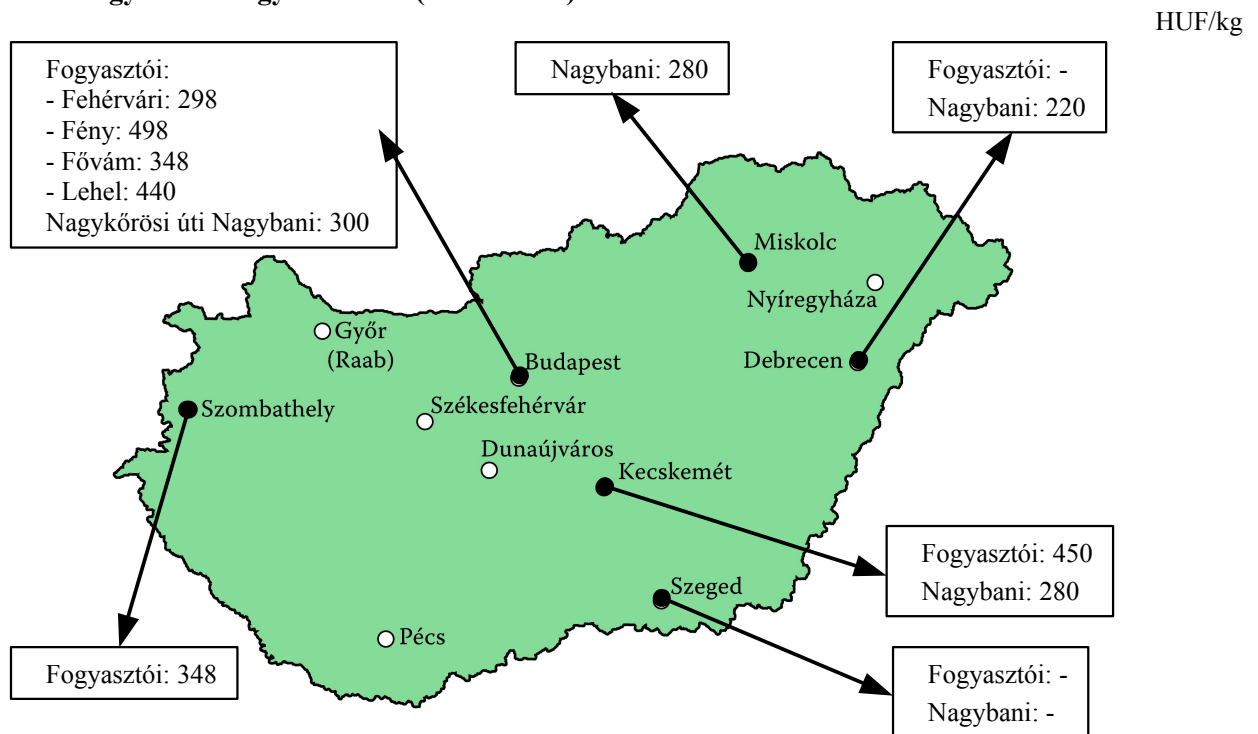 HUF/kg
Fogyasztói:
- Fehérvári: 298
- Fény: 498
- Fővám: 348
- Lehel: 440
Nagykőrösi úti Nagybani: 300
Nagybani: 280
Fogyasztói: -
Nagybani: 220
Miskolc
Nyíregyháza
Győr
(Raab)
Budapest
Debrecen
Szombathely
Székesfehérvár
Dunaújváros
Kecskemét
Fogyasztói: 450
Nagybani: 280
Szeged
Pécs
Fogyasztói: 348
Fogyasztói: -
Nagybani: -